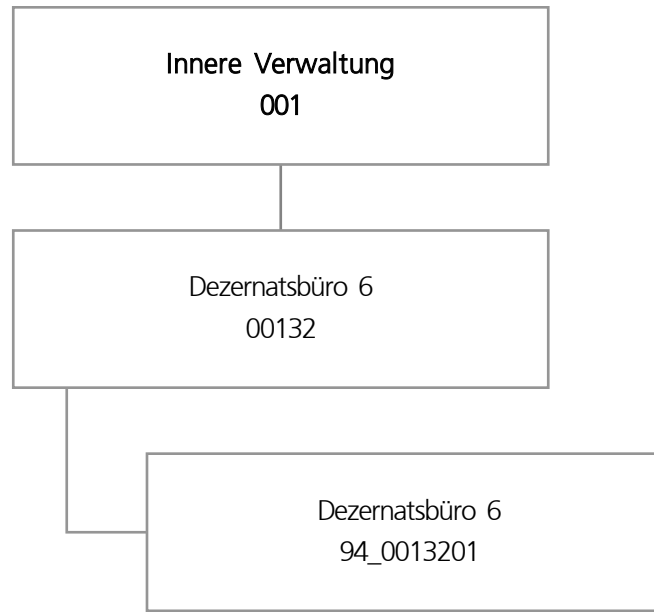 Innere Verwaltung
001
Dezernatsbüro 6
00132
Dezernatsbüro 6
94_0013201